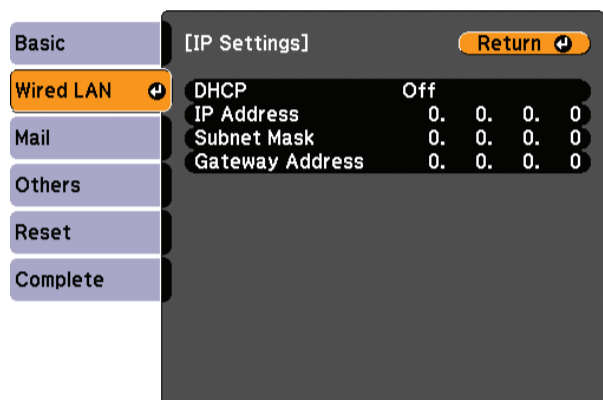 Basic
Wired LAN
Mail
Others
Reset
Complete
[IP Settings]
Return
DHCP Off
IP Address 0. 0. 0. 0
Subnet Mask 0. 0. 0. 0
Gateway Address 0. 0. 0. 0